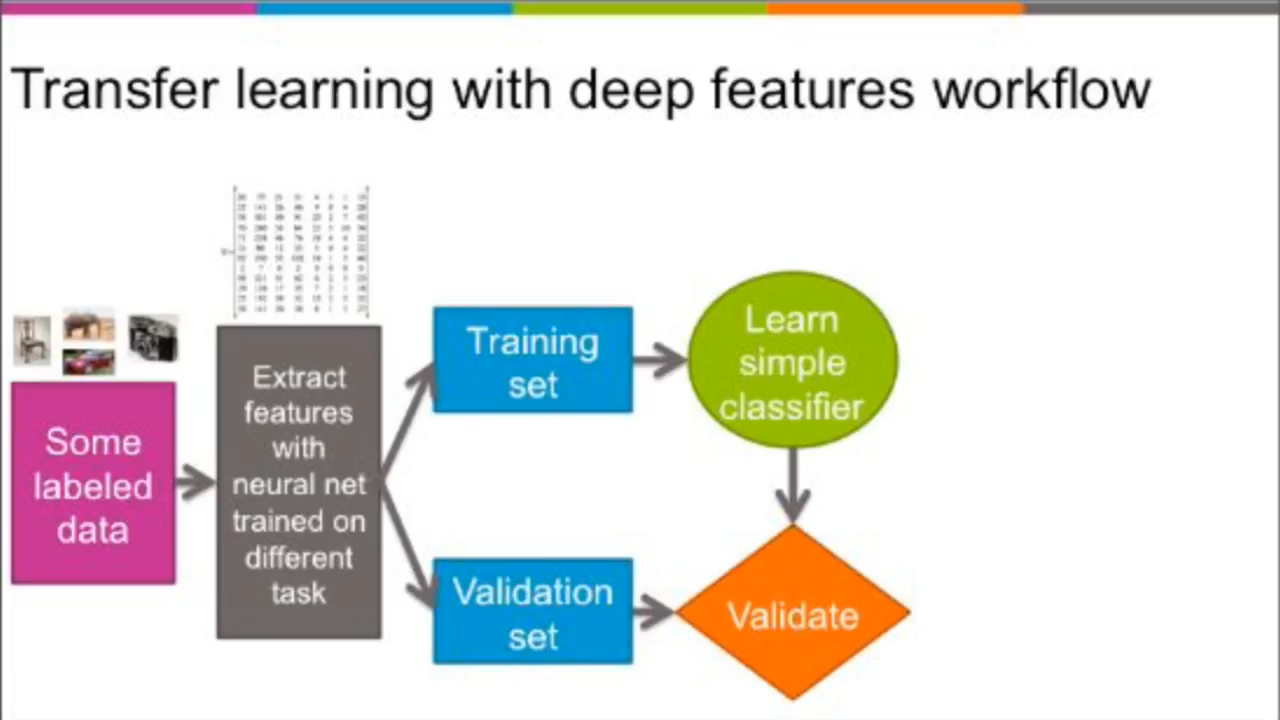 Transfer learning with deep features workflow
Some
labeled
data
Extract
features
with
neural net
trained on
different
task
Training
set
Validation
set
Learn
simple
classifier
Validate